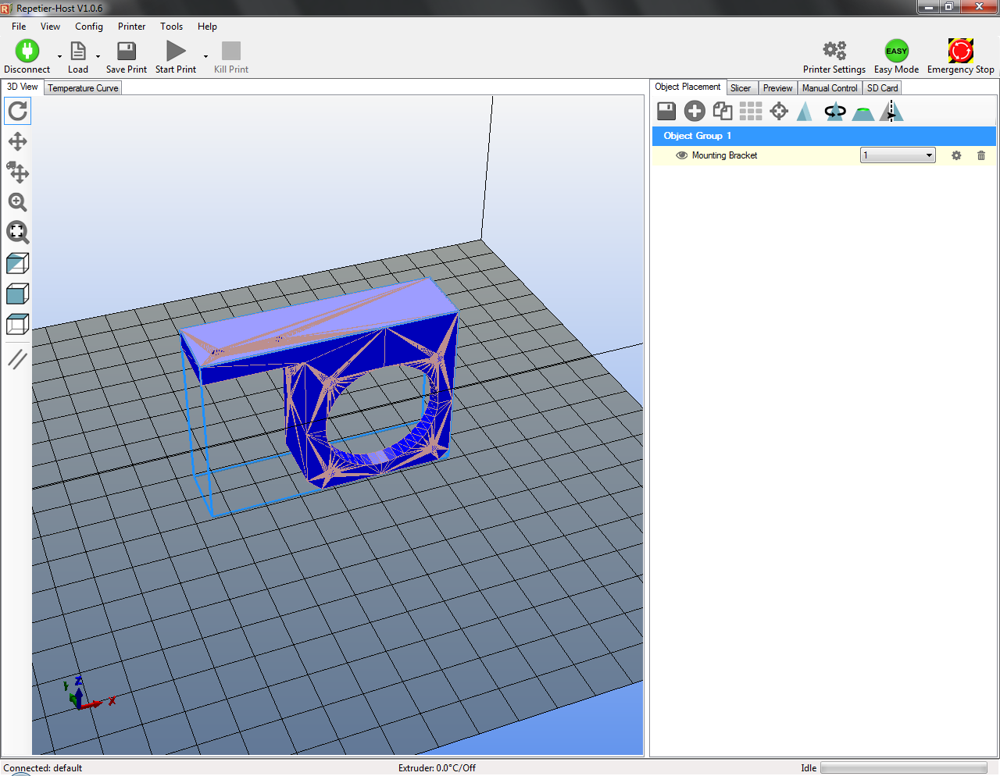 Repetier-Host V1.0.6
File View Config Printer Tools Help
Disconnect Load Save Print Start Print Kill Print Printer Settings EASY Easy Mode Emergency Stop
3D View Temperature Curve
Object Placement Slicer Preview Manual Control SD Card
Object Group 1
Mounting Bracket 1
Y Z X
Connected: default Extruder: 0.0°C/Off Idle